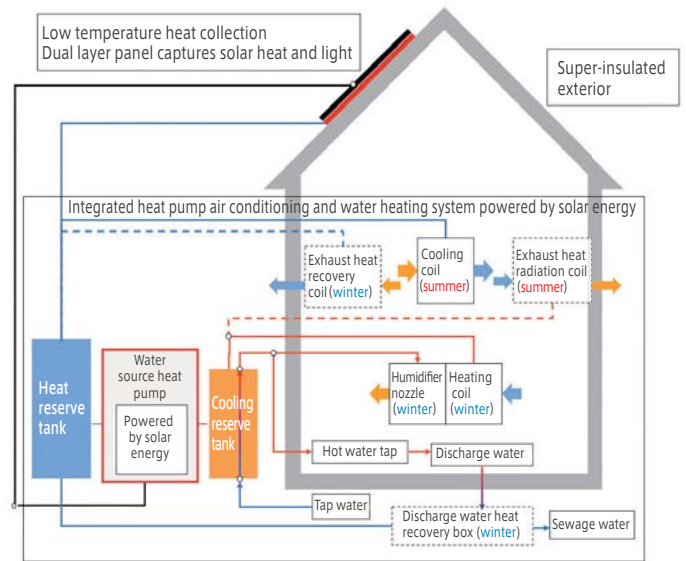 Low temperature heat collection
Dual layer panel captures solar heat and light
Super-insulated
exterior
Integrated heat pump air conditioning and water heating system powered by solar energy
Exhaust heat
recovery
coil (winter)
Cooling
coil
(summer)
Exhaust heat
radiation coil
(summer)
Heat
reserve
tank
Water
source heat
pump
Powered
by solar
energy
Cooling
reserve
tank
Humidifier
nozzle
(winter)
Heating
coil
(winter)
Hot water tap
Discharge water
Tap water
Discharge water heat
recovery box (winter)
Sewage water